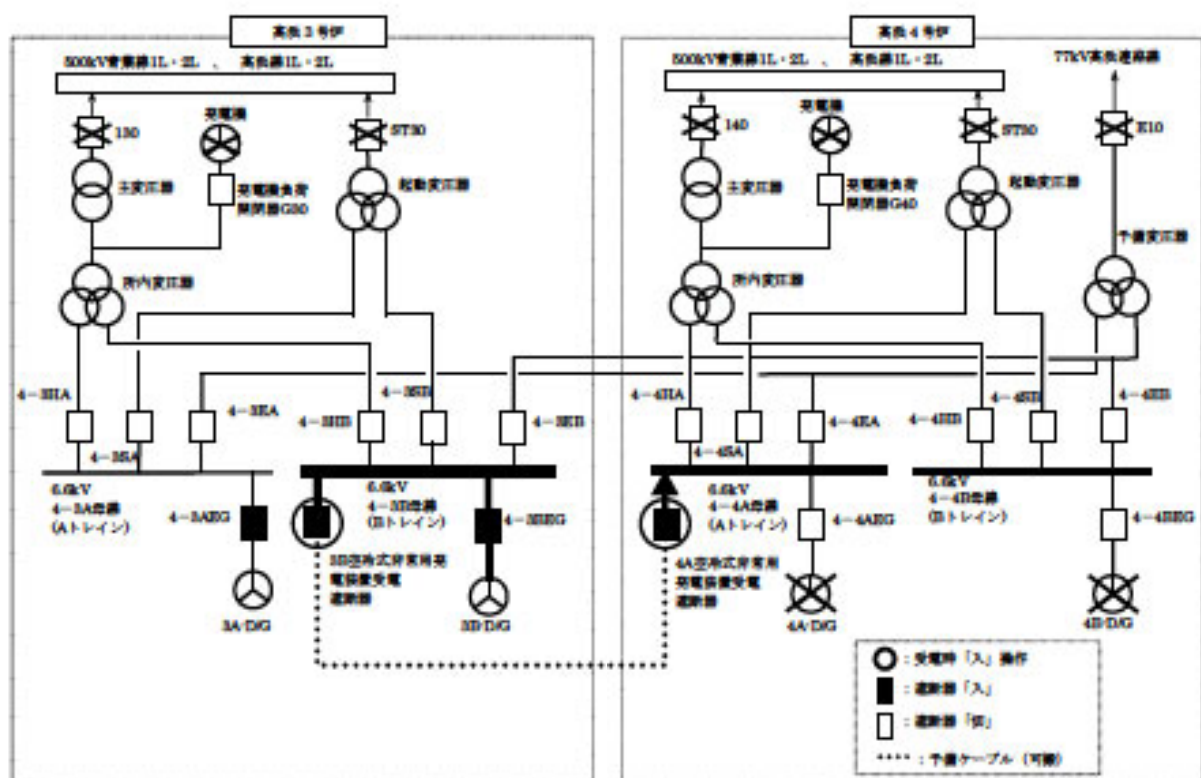 高浜3号炉
高浜4号炉
500kV青葉線1L・2L 、 高浜線1L・2L
500kV青葉線1L・2L 、 高浜線1L・2L
77kV高浜連絡線
130
発電機
ST30
主変圧器
発電機負荷
開閉器G30
起動変圧器
所内変圧器
140
発電機
ST50
E10
主変圧器
発電機負荷
開閉器G40
起動変圧器
予備変圧器
所内変圧器
4-3HA
4-3EA
4-3SA
4-3SB
4-3HB
4-3EB
4-4HA
4-4EA
4-4SA
4-4SB
4-4HB
4-4EB
6.6kV
4-3A母線
(Aトレイン)
4-3AEG
3A D/G
6.6kV
4-3B母線
(Bトレイン)
4-3BEG
3B空冷式非常用発
電装置受電
遮断器
3B D/G
6.6kV
4-4A母線
(Aトレイン)
4-4AEG
4A空冷式非常用
発電装置受電
遮断器
4A D/G
6.6kV
4-4B母線
(Bトレイン)
4-4BEG
4B D/G
:受電時「入」操作
:遮断器「入」
:遮断器「切」
:予備ケーブル(可搬)